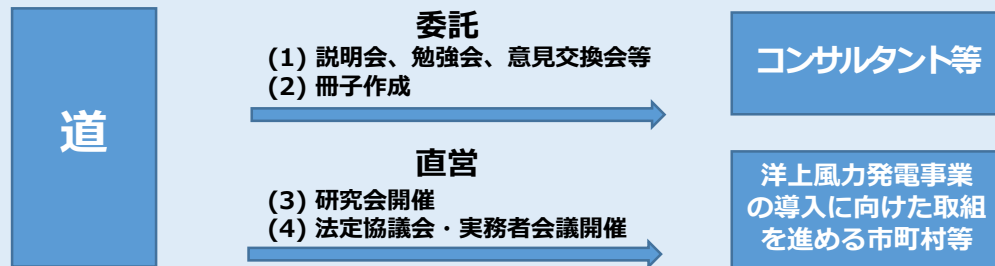 道
委託
(1) 説明会、勉強会、意見交換会等
(2) 冊子作成
コンサルタント等
直営
(3) 研究会開催
(4) 法定協議会・実務者会議開催
洋上風力発電事業
の導入に向けた取組
を進める市町村等